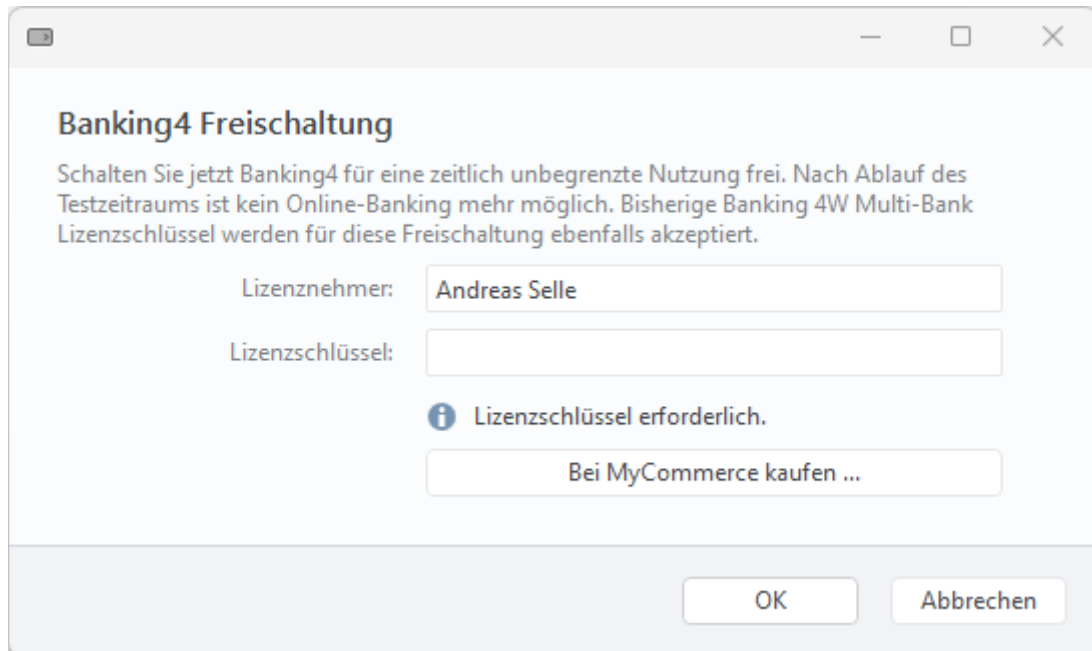 Banking4 Freischaltung
Schalten Sie jetzt Banking4 für eine zeitlich unbegrenzte Nutzung frei. Nach Ablauf des
Testzeitraums ist kein Online-Banking mehr möglich. Bisherige Banking 4W Multi-Bank
Lizenzschlüssel werden für diese Freischaltung ebenfalls akzeptiert.
Lizenznehmer: Andreas Selle
Lizenzschlüssel:
Lizenzschlüssel erforderlich.
Bei MyCommerce kaufen ...
OK Abbrechen